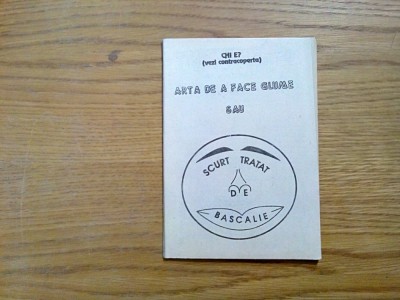 CHI E?
(vezi contracoperta)
ARTA DE A FACE GLUME
SAU
SCURT TRATAT
DE
BASCALIE